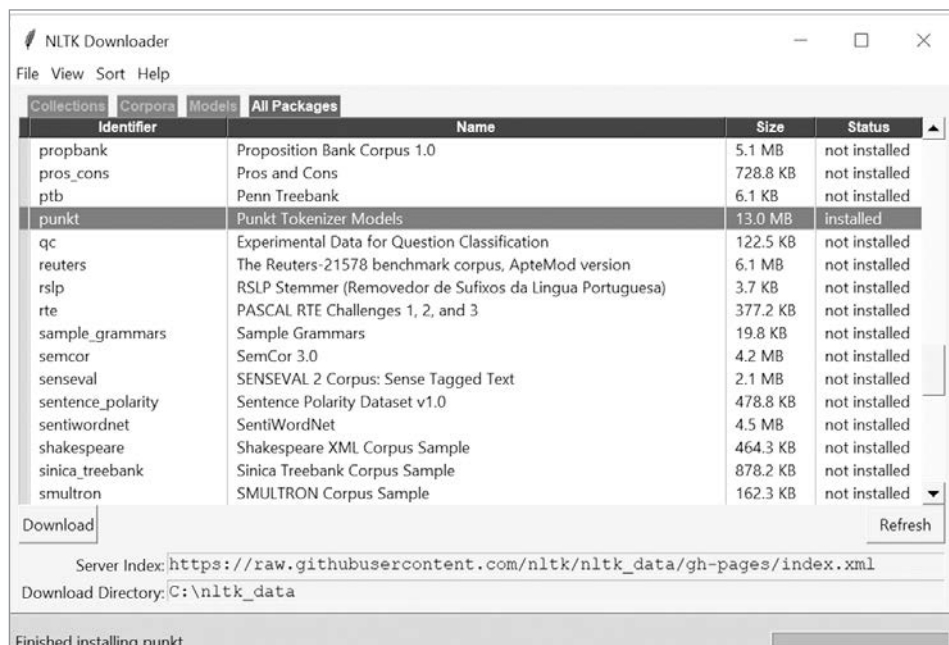 NLTK Downloader
File View Sort Help
Collections Corpora Models All Packages
Identifier Name Size Status
propbank Proposition Bank Corpus 1.0 5.1 MB not installed
pros_cons Pros and Cons 728.8 KB not installed
ptb Penn Treebank 6.1 KB not installed
punkt Punkt Tokenizer Models 13.0 MB installed
qc Experimental Data for Question Classification 122.5 KB not installed
reuters The Reuters-21578 benchmark corpus, ApteMod version 6.1 MB not installed
rslp RSLP Stemmer (Removedor de Sufixos da Lingua Portuguesa) 3.7 KB not installed
rte PASCAL RTE Challenges 1, 2, and 3 377.2 KB not installed
sample_grammars Sample Grammars 19.8 KB not installed
semcor SemCor 3.0 4.2 MB not installed
senseval SENSEVAL 2 Corpus: Sense Tagged Text 2.1 MB not installed
sentence_polarity Sentence Polarity Dataset v1.0 478.8 KB not installed
sentiwordnet SentiWordNet 4.5 MB not installed
shakespeare Shakespeare XML Corpus Sample 464.3 KB not installed
sinica_treebank Sinica Treebank Corpus Sample 878.2 KB not installed
smultron SMULTRON Corpus Sample 162.3 KB not installed
Download Refresh
Server Index: https://raw.githubusercontent.com/nltk/nltk_data/gh-pages/index.xml
Download Directory: C:\nltk_data
Finished installing punkt